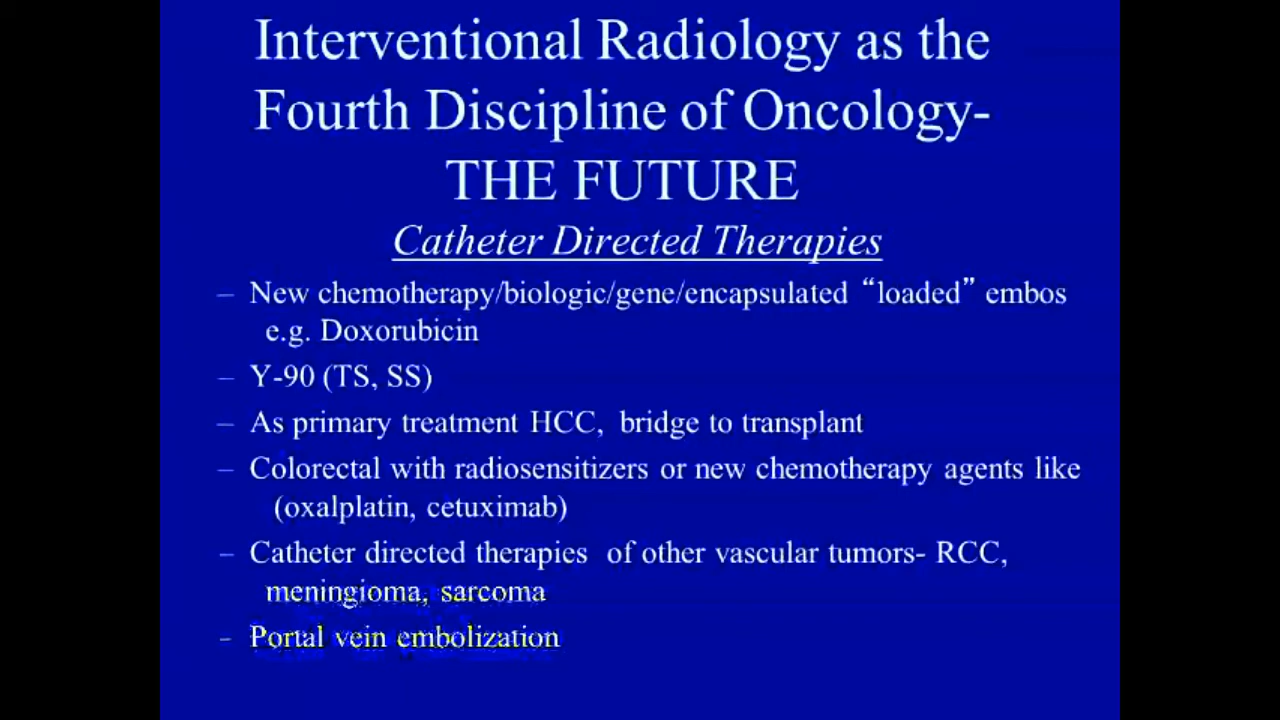 Interventional Radiology as the
Fourth Discipline of Oncology-
THE FUTURE
Catheter Directed Therapies
– New chemotherapy/biologic/gene/encapsulated “loaded” embos
e.g. Doxorubicin
– Y-90 (TS, SS)
– As primary treatment HCC, bridge to transplant
– Colorectal with radiosensitizers or new chemotherapy agents like
(oxalplatin, cetuximab)
– Catheter directed therapies of other vascular tumors- RCC,
meningioma, sarcoma
- Portal vein embolization